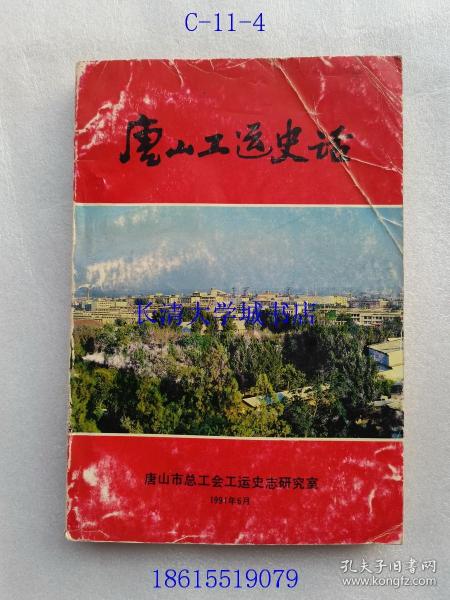 C-11-4
唐山工运史话
长清大学城书店
唐山市总工会工运史志研究室
1991年6月
18615519079
孔夫子旧书网
www.kongfz.com